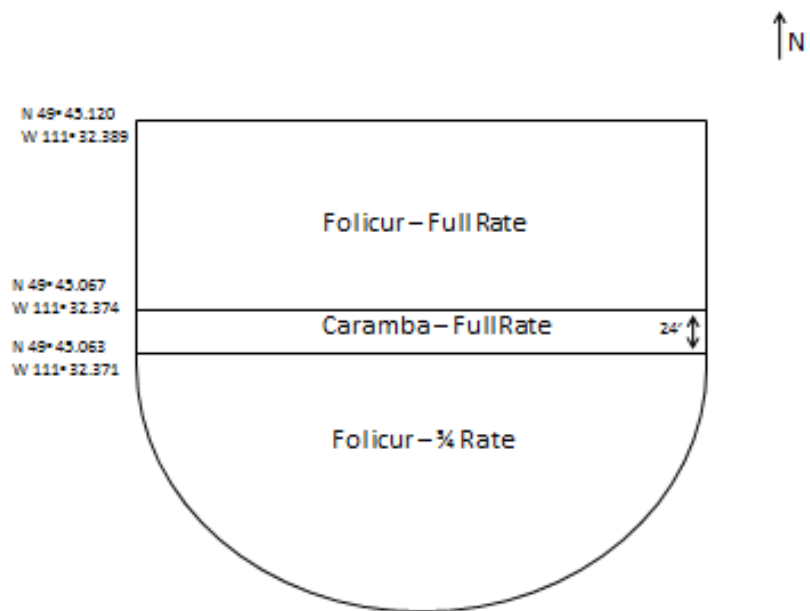 N
N 49° 45.120
W 111° 32.389
Folicur – Full Rate
N 49° 45.067
W 111° 32.374
Caramba – Full Rate
24'
N 49° 45.063
W 111° 32.371
Folicur – ¾ Rate